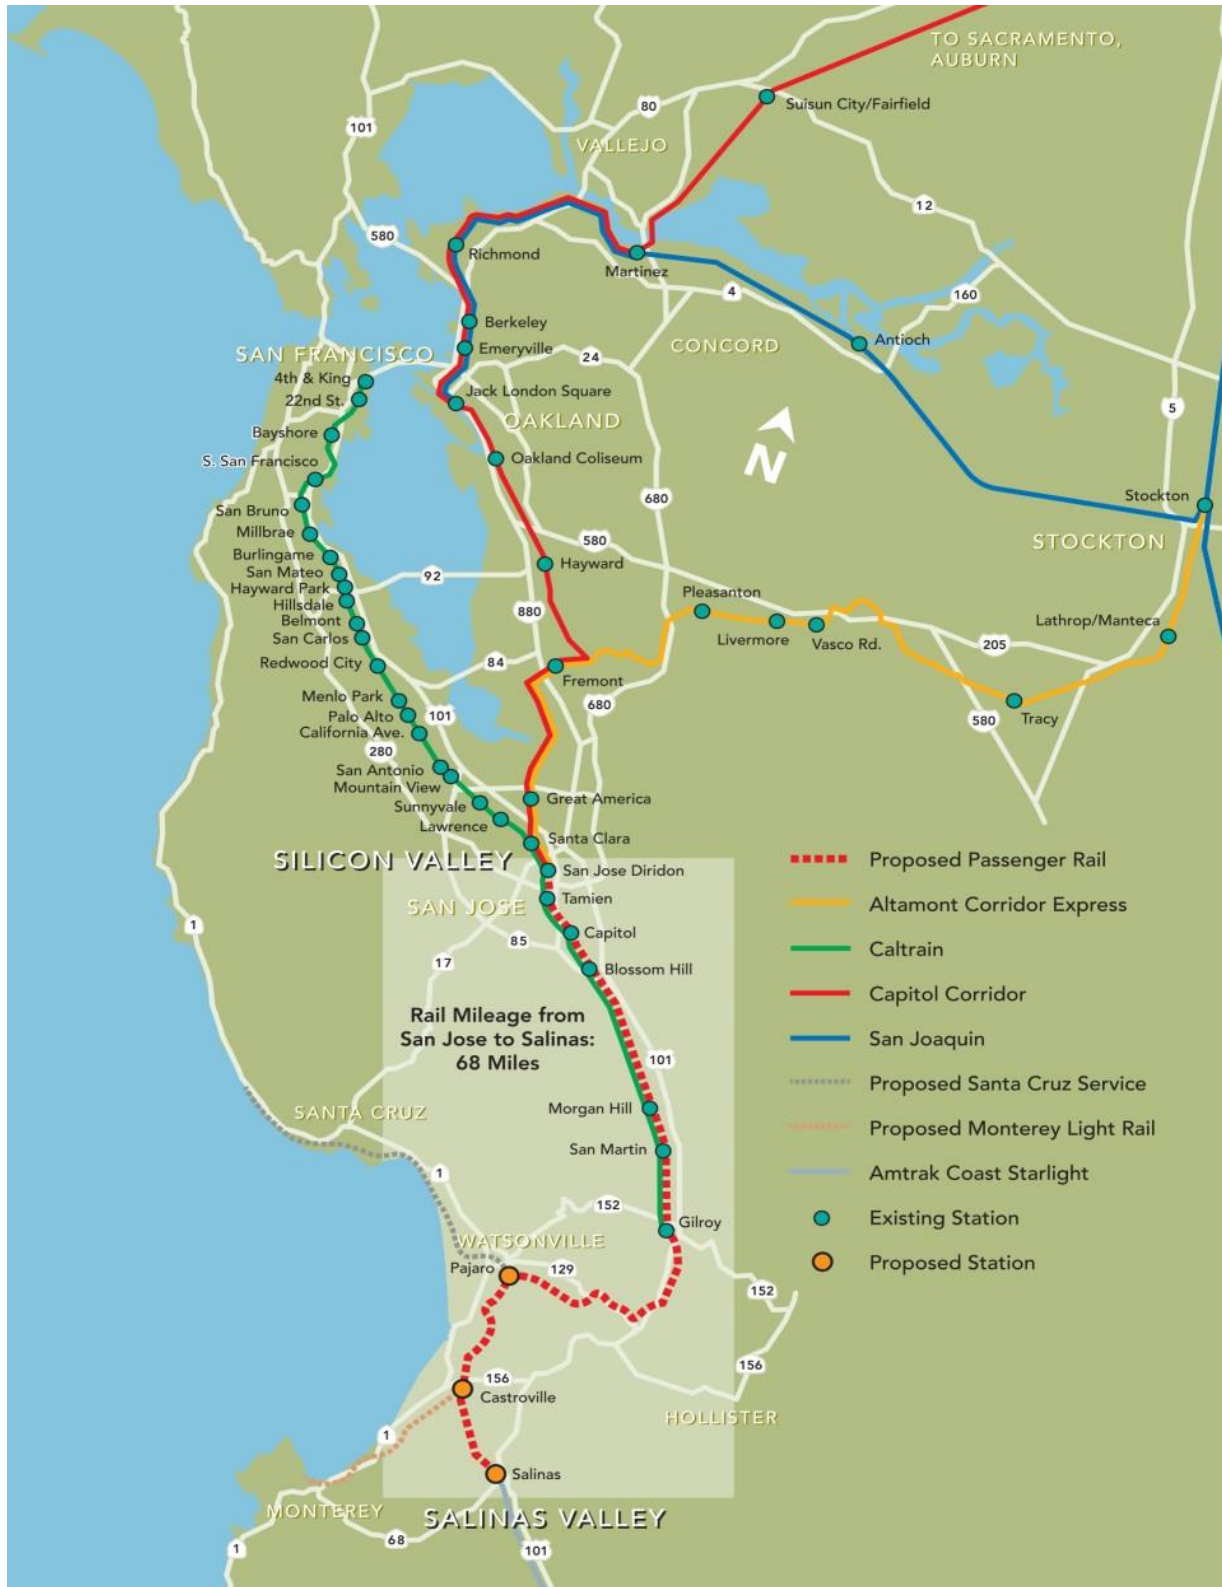 TO SACRAMENTO,
AUBURN
Suisun City/Fairfield
80
VALLEJO
101
12
580
Richmond
Martinez
4
160
Berkeley
Emeryville
CONCORD
Antioch
SAN FRANCISCO
24
4th & King
22nd St.
Jack London Square
OAKLAND
5
Bayshore
S. San Francisco
Oakland Coliseum
N
680
Stockton
San Bruno
Millbrae
580
STOCKTON
Burlingame
San Mateo
Hayward Park
Hillsdale
Belmont
San Carlos
92
Hayward
880
Pleasanton
Livermore
Vasco Rd.
Lathrop/Manteca
205
Redwood City
84
Fremont
680
Menlo Park
Palo Alto
California Ave.
101
280
580
Tracy
San Antonio
Mountain View
Sunnyvale
Lawrence
Great America
Santa Clara
SILICON VALLEY
San Jose Diridon
SAN JOSE
Tamien
1
85
Capitol
17
Blossom Hill
Rail Mileage from
San Jose to Salinas:
68 Miles
101
Morgan Hill
SANTA CRUZ
San Martin
1
152
Gilroy
WATSONVILLE
Pajaro
129
152
156
156
Castroville
HOLLISTER
1
Salinas
MONTEREY
SALINAS VALLEY
68
1
101
Proposed Passenger Rail
Altamont Corridor Express
Caltrain
Capitol Corridor
San Joaquin
Proposed Santa Cruz Service
Proposed Monterey Light Rail
Amtrak Coast Starlight
Existing Station
Proposed Station